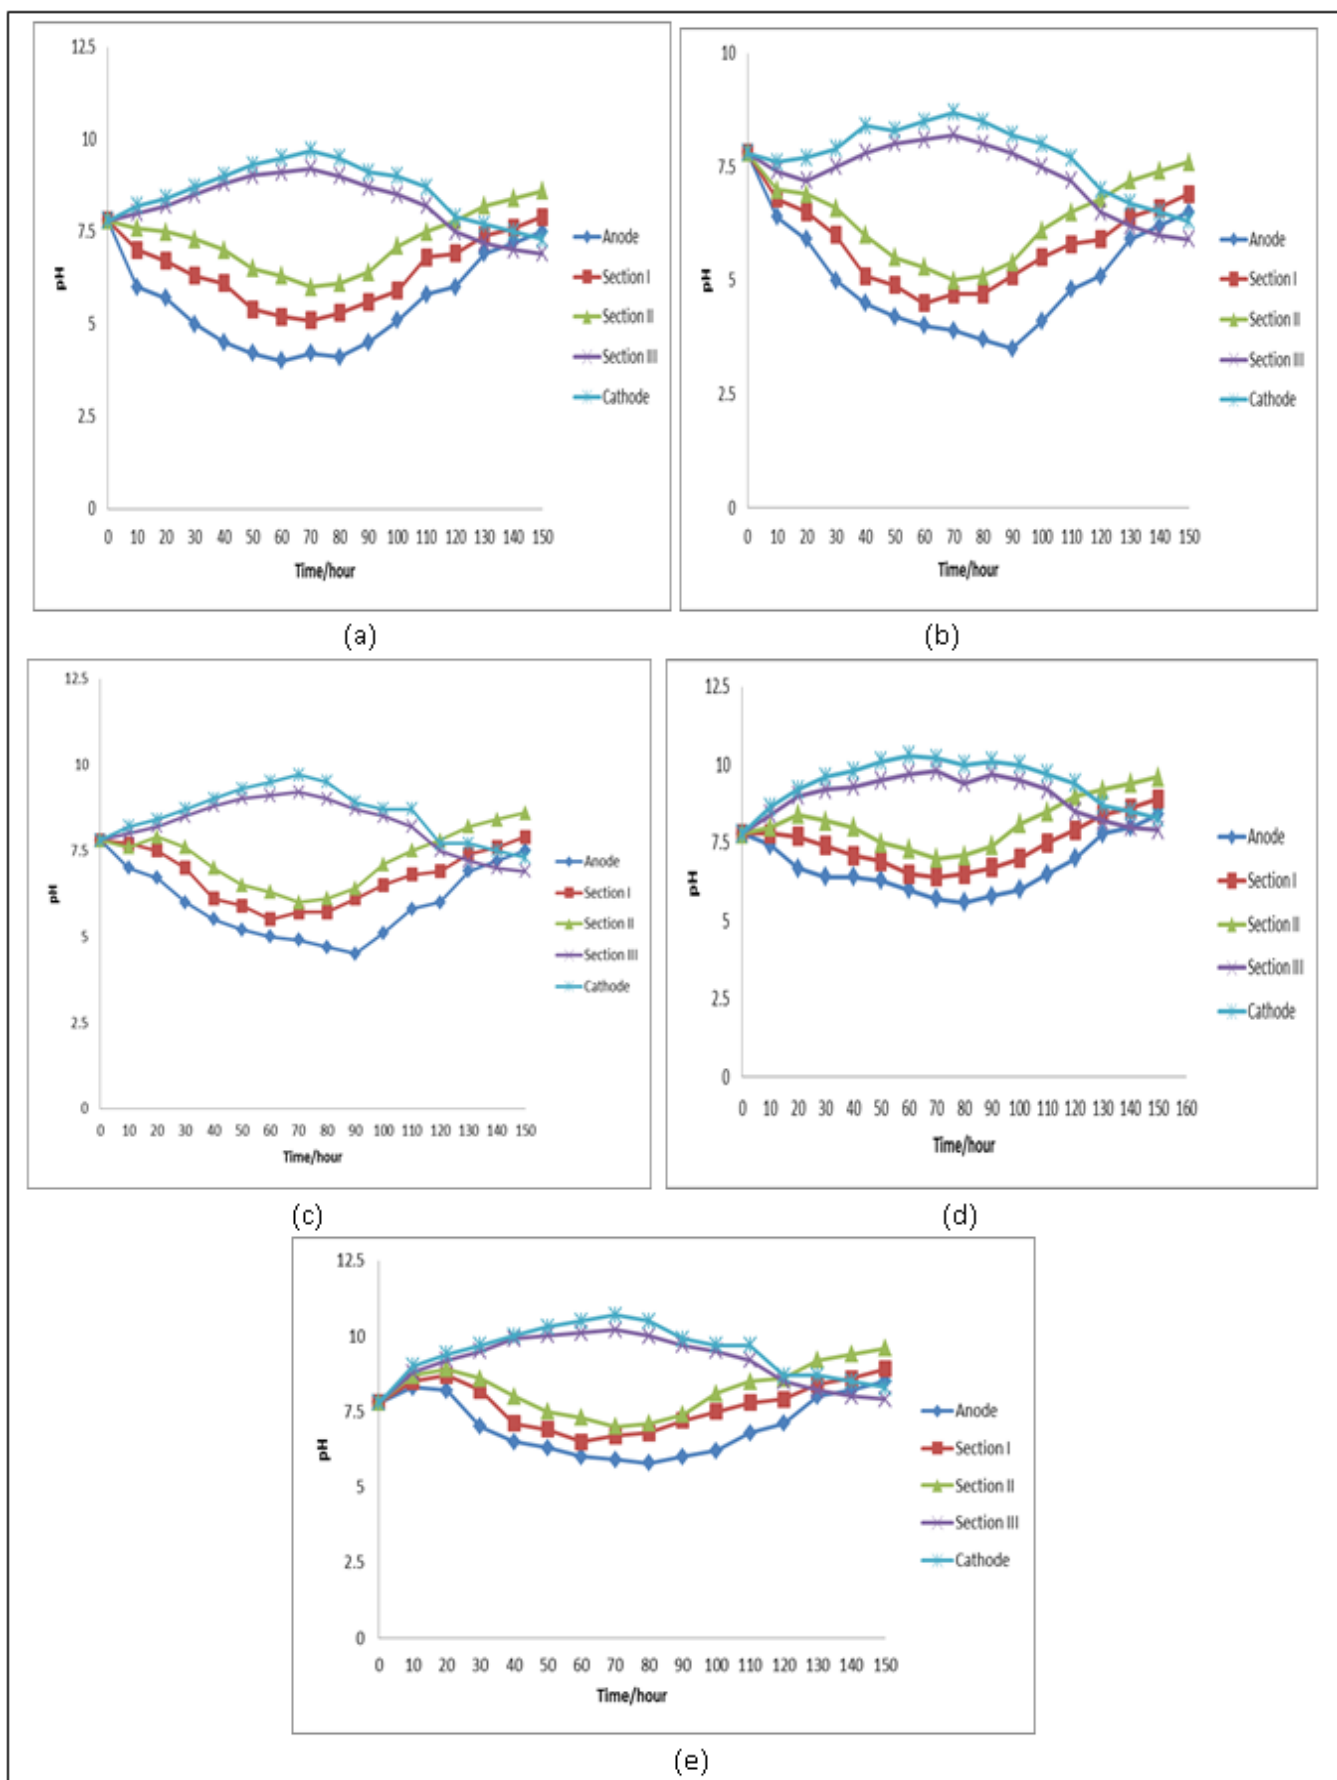 12.5
10
7.5
5
2.5
0
pH
0 10 20 30 40 50 60 70 80 90 100 110 120 130 140 150
Time/hour
Anode
Section I
Section II
Section III
Cathode
(a)
10
7.5
5
2.5
0
pH
0 10 20 30 40 50 60 70 80 90 100 110 120 130 140 150
Time/hour
Anode
Section I
Section II
Section III
Cathode
(b)
12.5
10
7.5
5
2.5
0
pH
0 10 20 30 40 50 60 70 80 90 100 110 120 130 140 150
Time/hour
Anode
Section I
Section II
Section III
Cathode
(c)
12.5
10
7.5
5
2.5
0
pH
0 10 20 30 40 50 60 70 80 90 100 110 120 130 140 150 160
Time/hour
Anode
Section I
Section II
Section III
Cathode
(d)
12.5
10
7.5
5
2.5
0
pH
0 10 20 30 40 50 60 70 80 90 100 110 120 130 140 150
Time/hour
Anode
Section I
Section II
Section III
Cathode
(e)